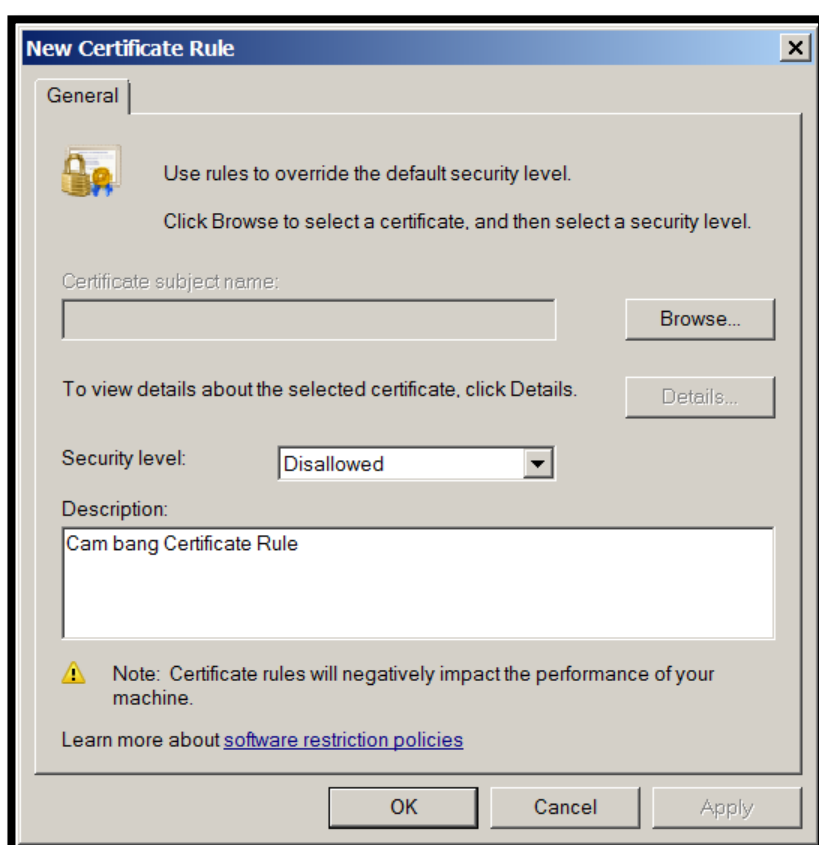 New Certificate Rule
General
Use rules to override the default security level.
Click Browse to select a certificate, and then select a security level.
Certificate subject name:
Browse...
To view details about the selected certificate, click Details.
Details...
Security level:
Disallowed
Description:
Cam bang Certificate Rule
Note: Certificate rules will negatively impact the performance of your
machine.
Learn more about software restriction policies
OK
Cancel
Apply